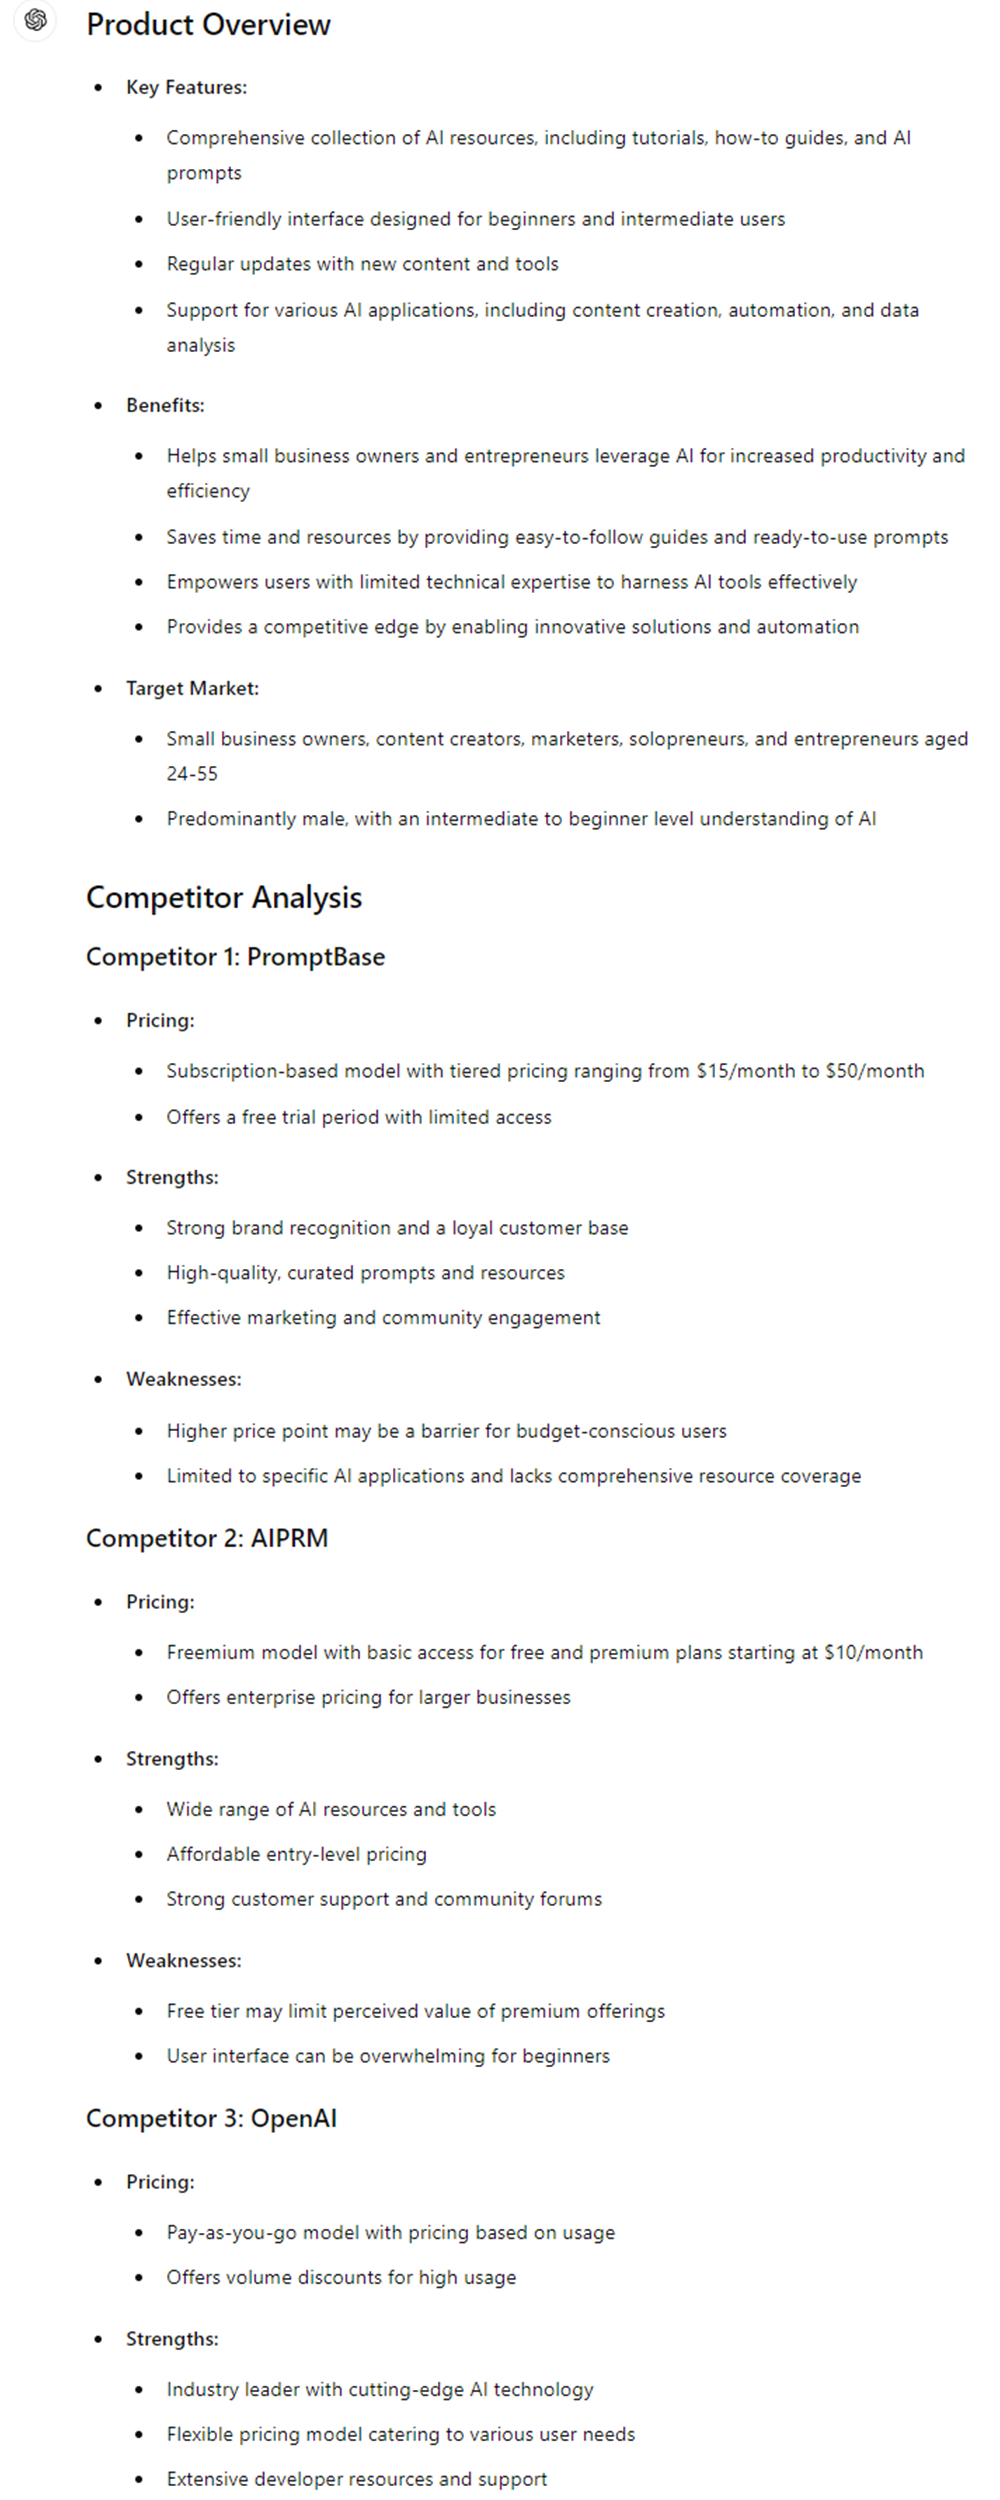 Product Overview
Key Features:
Comprehensive collection of AI resources, including tutorials, how-to guides, and AI
prompts
User-friendly interface designed for beginners and intermediate users
Regular updates with new content and tools
Support for various AI applications, including content creation, automation, and data
analysis
Benefits:
Helps small business owners and entrepreneurs leverage AI for increased productivity and
efficiency
Saves time and resources by providing easy-to-follow guides and ready-to-use prompts
Empowers users with limited technical expertise to harness AI tools effectively
Provides a competitive edge by enabling innovative solutions and automation
Target Market:
Small business owners, content creators, marketers, solopreneurs, and entrepreneurs aged
24-55
Predominantly male, with an intermediate to beginner level understanding of AI
Competitor Analysis
Competitor 1: PromptBase
Pricing:
Subscription-based model with tiered pricing ranging from $15/month to $50/month
Offers a free trial period with limited access
Strengths:
Strong brand recognition and a loyal customer base
High-quality, curated prompts and resources
Effective marketing and community engagement
Weaknesses:
Higher price point may be a barrier for budget-conscious users
Limited to specific AI applications and lacks comprehensive resource coverage
Competitor 2: AIPRM
Pricing:
Freemium model with basic access for free and premium plans starting at $10/month
Offers enterprise pricing for larger businesses
Strengths:
Wide range of AI resources and tools
Affordable entry-level pricing
Strong customer support and community forums
Weaknesses:
Free tier may limit perceived value of premium offerings
User interface can be overwhelming for beginners
Competitor 3: OpenAI
Pricing:
Pay-as-you-go model with pricing based on usage
Offers volume discounts for high usage
Strengths:
Industry leader with cutting-edge AI technology
Flexible pricing model catering to various user needs
Extensive developer resources and support